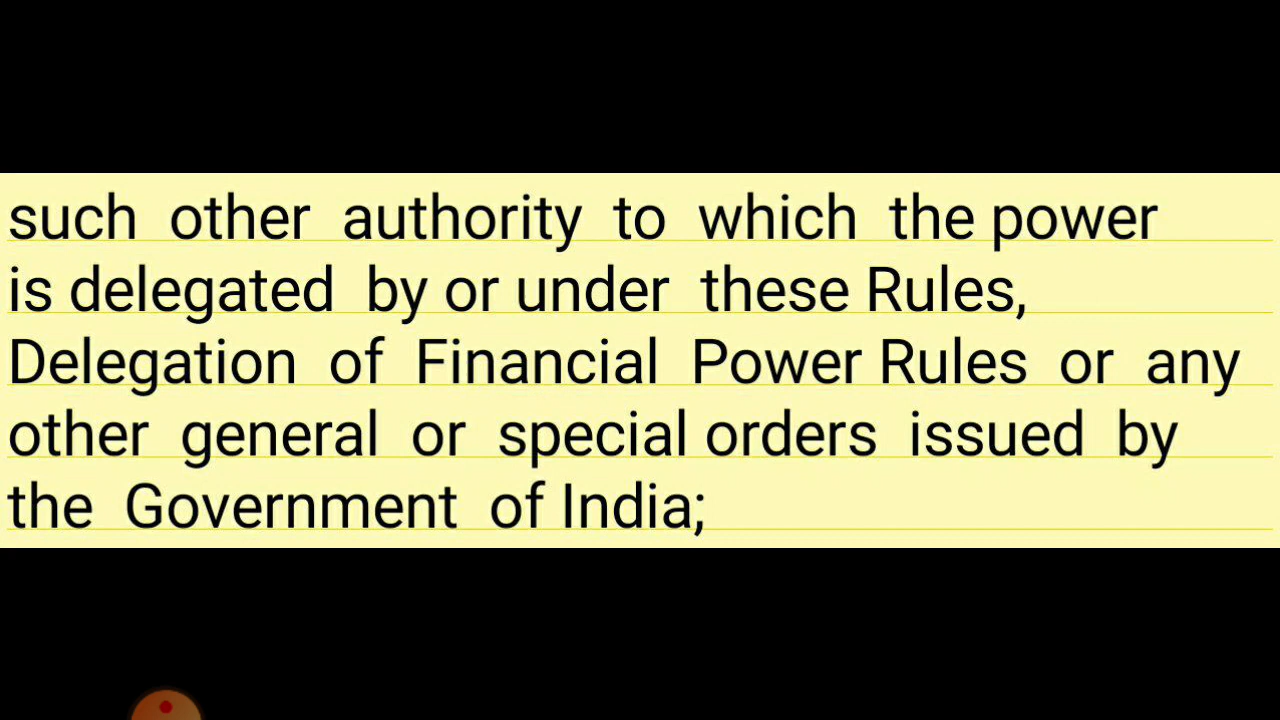 such other authority to which the power
is delegated by or under these Rules,
Delegation of Financial Power Rules or any
other general or special orders issued by
the Government of India;